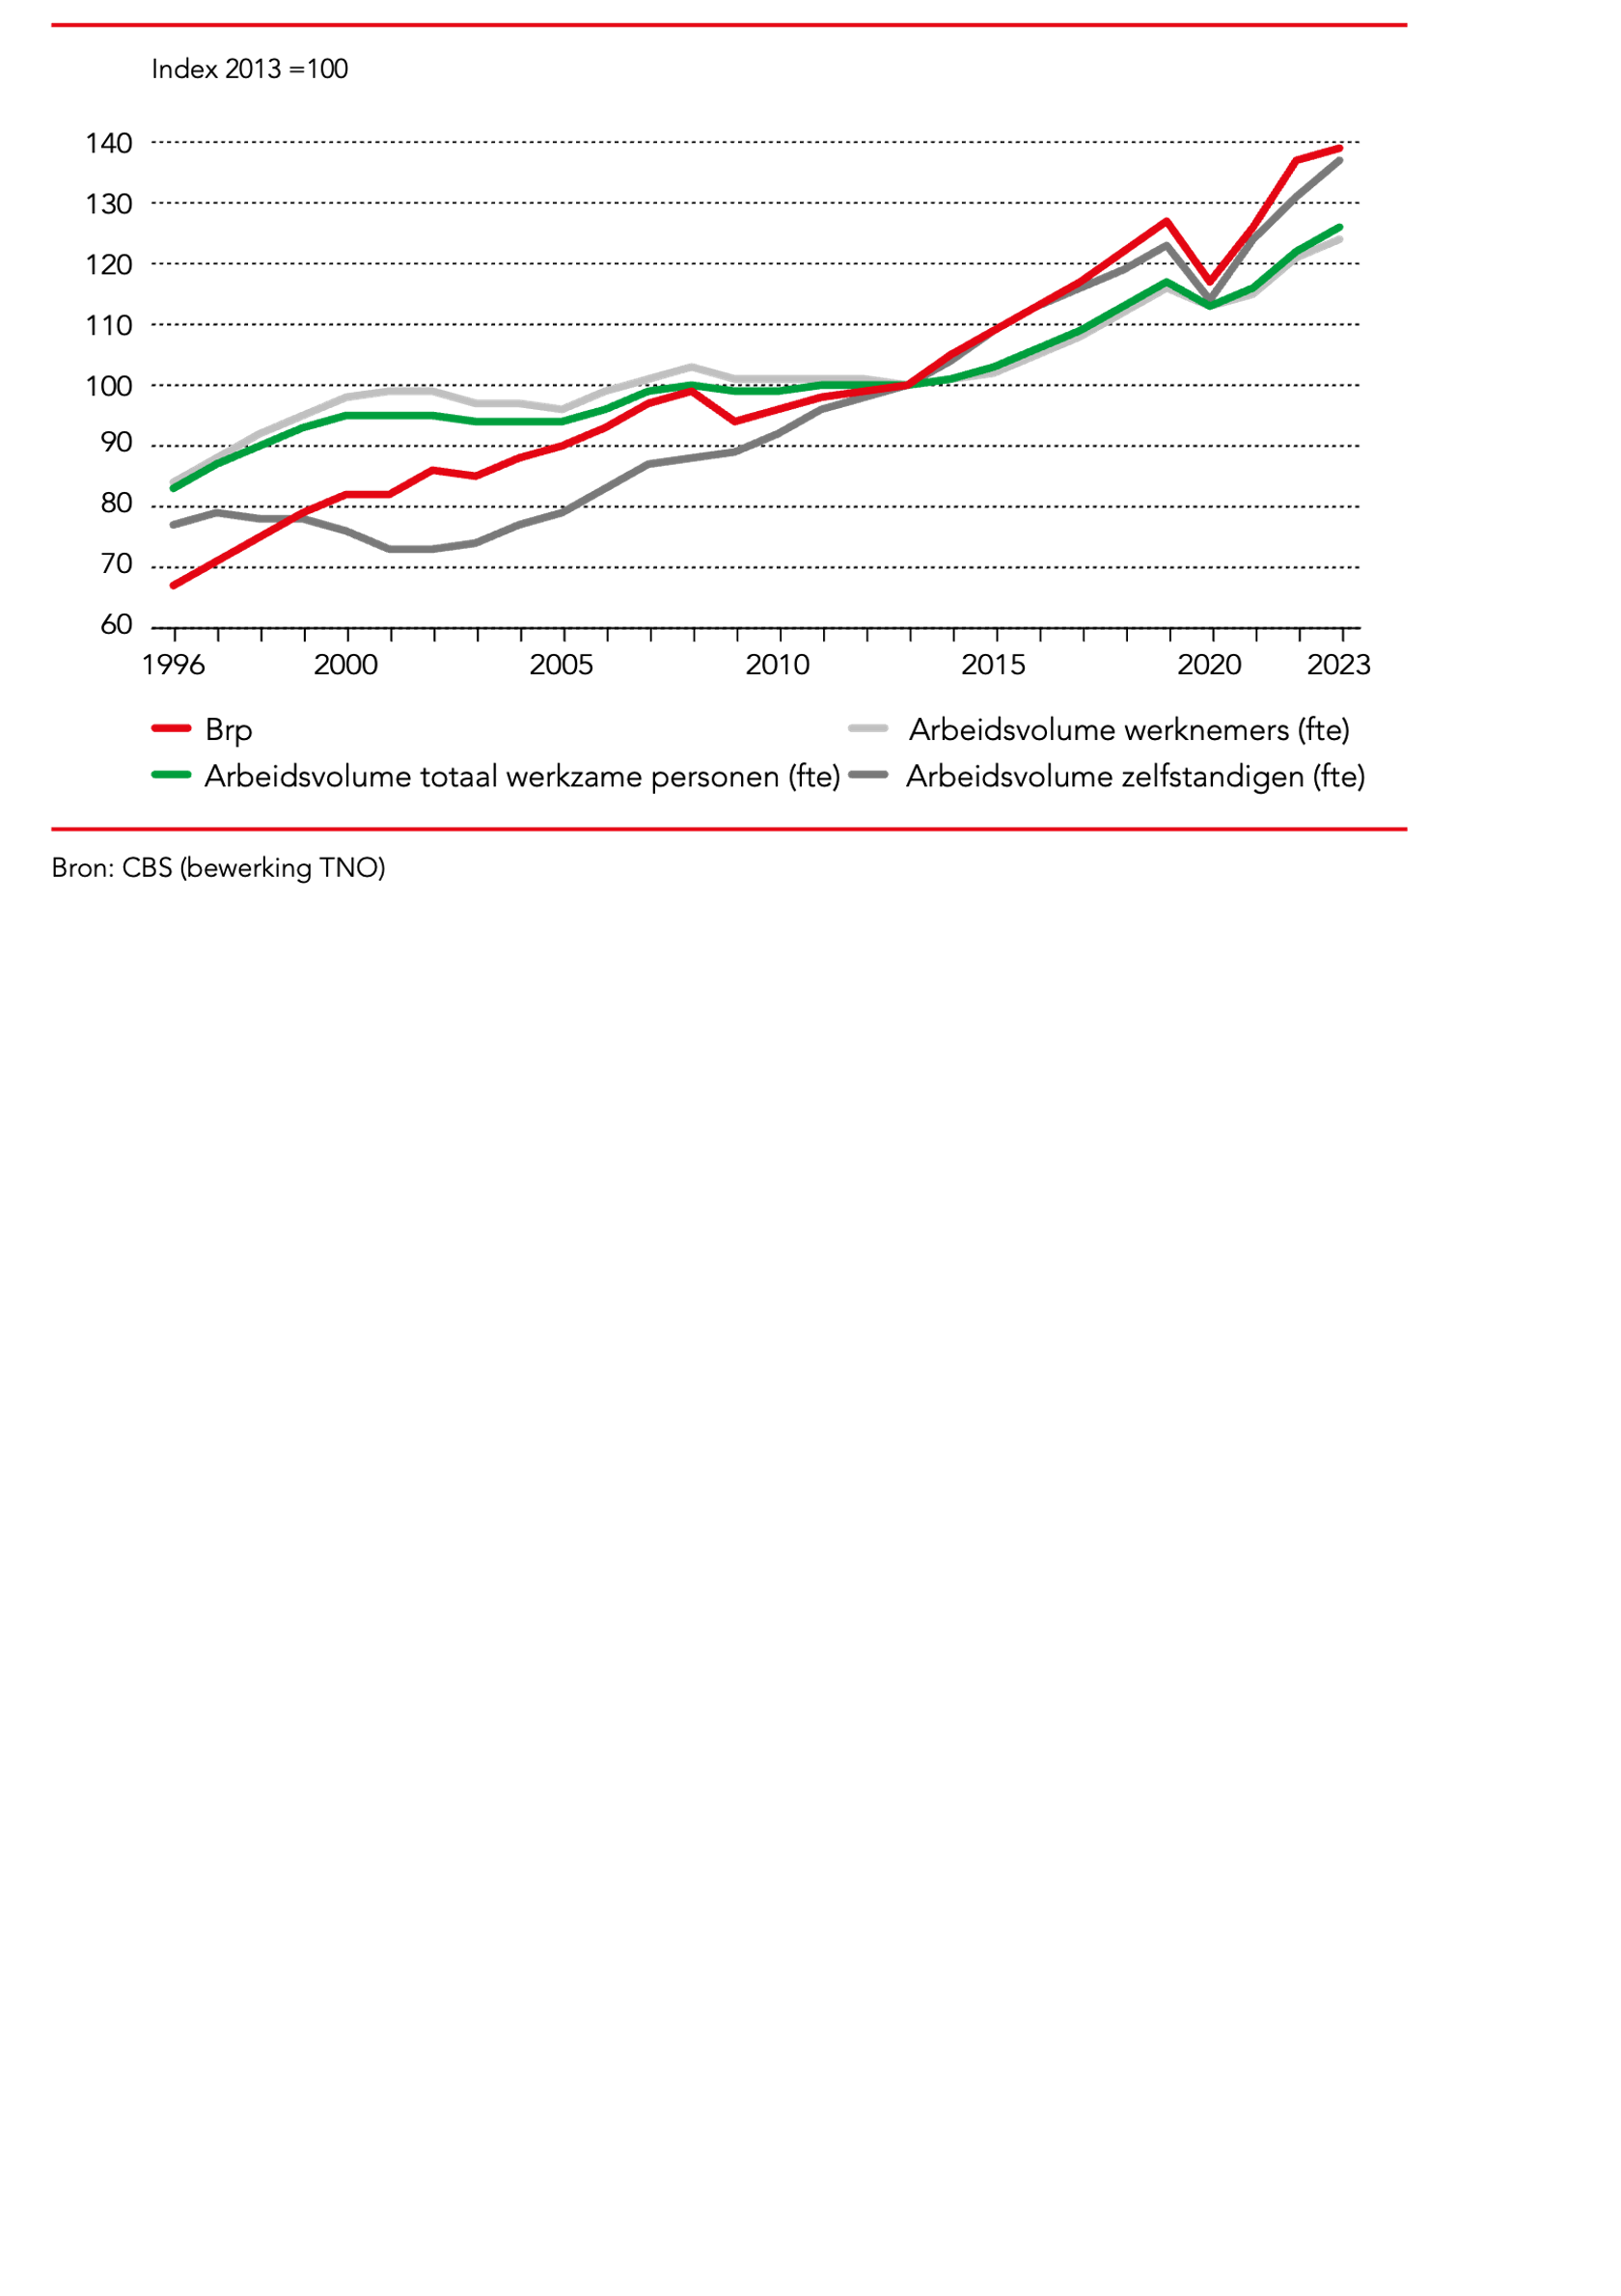 Index 2013 =100
140
130
120
110
100
90
80
70
60
1996 2000 2005 2010 2015 2020 2023
Brp
Arbeidsvolume werknemers (fte)
Arbeidsvolume totaal werkzame personen (fte)
Arbeidsvolume zelfstandigen (fte)
Bron: CBS (bewerking TNO)